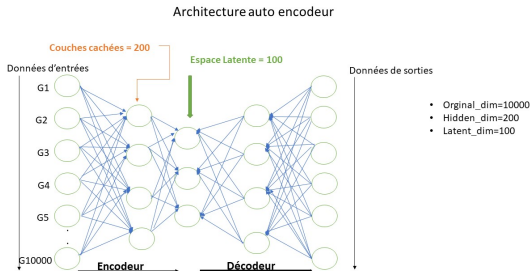 Architecture auto encodeur
Couches cachées = 200
Espace Latente = 100
Données d'entrées
Données de sorties
G1
G2
G3
G4
G5
.
.
G10000
• Orginal_dim=10000
• Hidden_dim=200
• Latent_dim=100
Encodeur
Décodeur